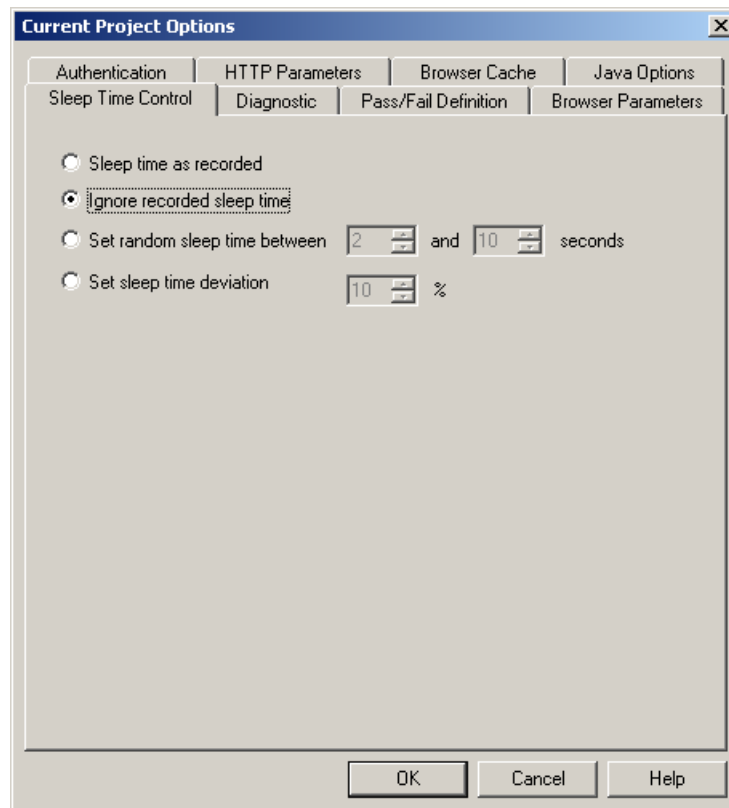 Current Project Options
Authentication HTTP Parameters Browser Cache Java Options
Sleep Time Control Diagnostic Pass/Fail Definition Browser Parameters
Sleep time as recorded
Ignore recorded sleep time
Set random sleep time between 2 and 10 seconds
Set sleep time deviation 10 %
OK Cancel Help